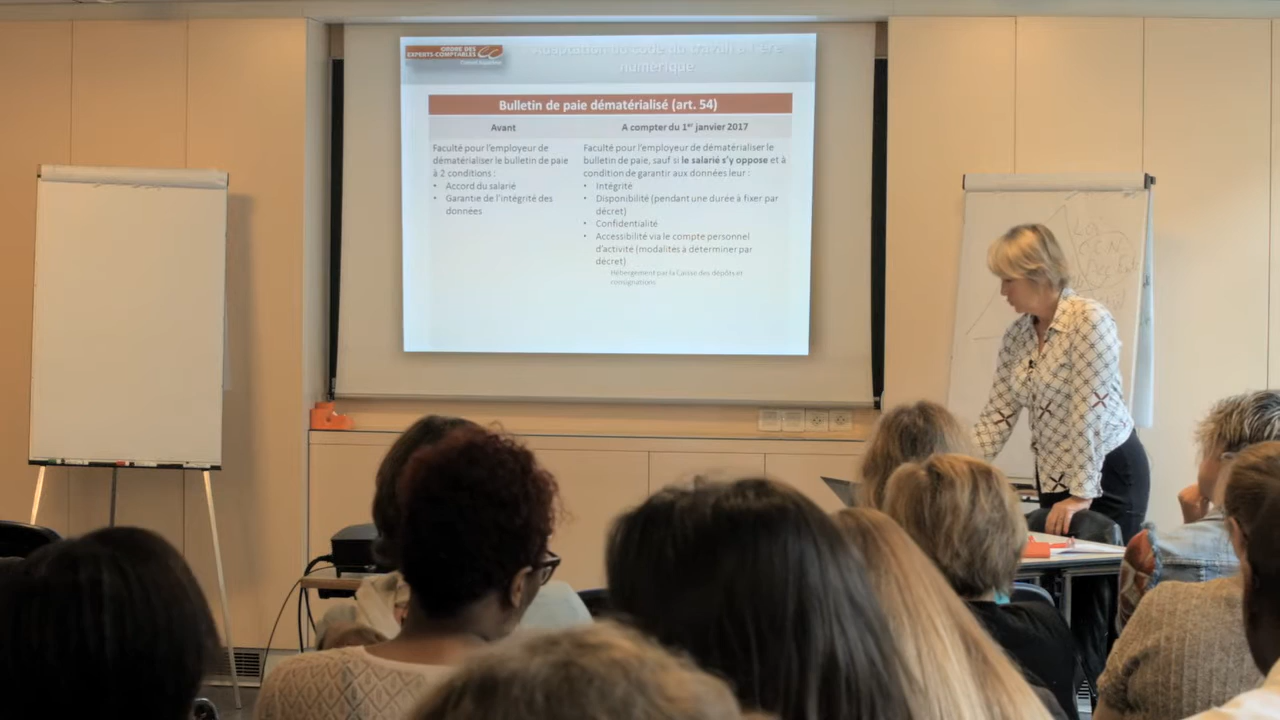 ORDRE DES
EXPERTS-COMPTABLES
Adaptation du code du travail à l'ère
numérique
Bulletin de paie dématérialisé (art. 54)
Avant
A compter du 1er janvier 2017
Faculté pour l'employeur de
dématérialiser le bulletin de paie
à 2 conditions :
• Accord du salarié
• Garantie de l'intégrité des
données
Faculté pour l'employeur de dématérialiser le
bulletin de paie, sauf si le salarié s'y oppose et à
condition de garantir aux données leur :
• Intégrité
• Disponibilité (pendant une durée à fixer par
décret)
• Confidentialité
• Accessibilité via le compte personnel
d'activité (modalités à déterminer par
décret)
Hébergement par la Caisse des dépôts et
consignations